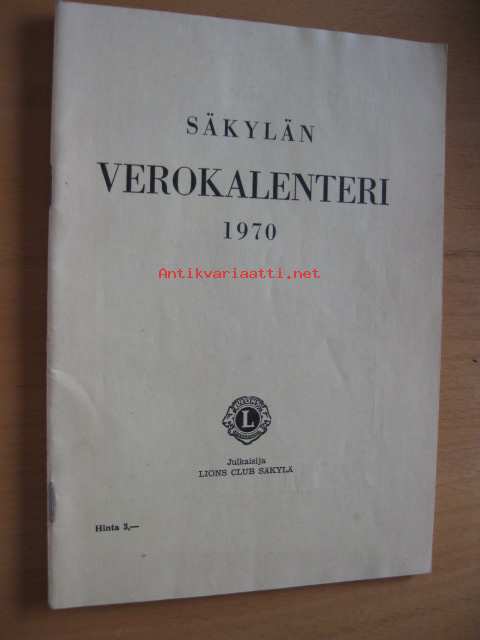 SÄKYLÄN
VEROKALENTERI
1970
Antikvariaatti.net
L
Julkaisija
LIONS CLUB SÄKYLÄ
Hinta 3,—